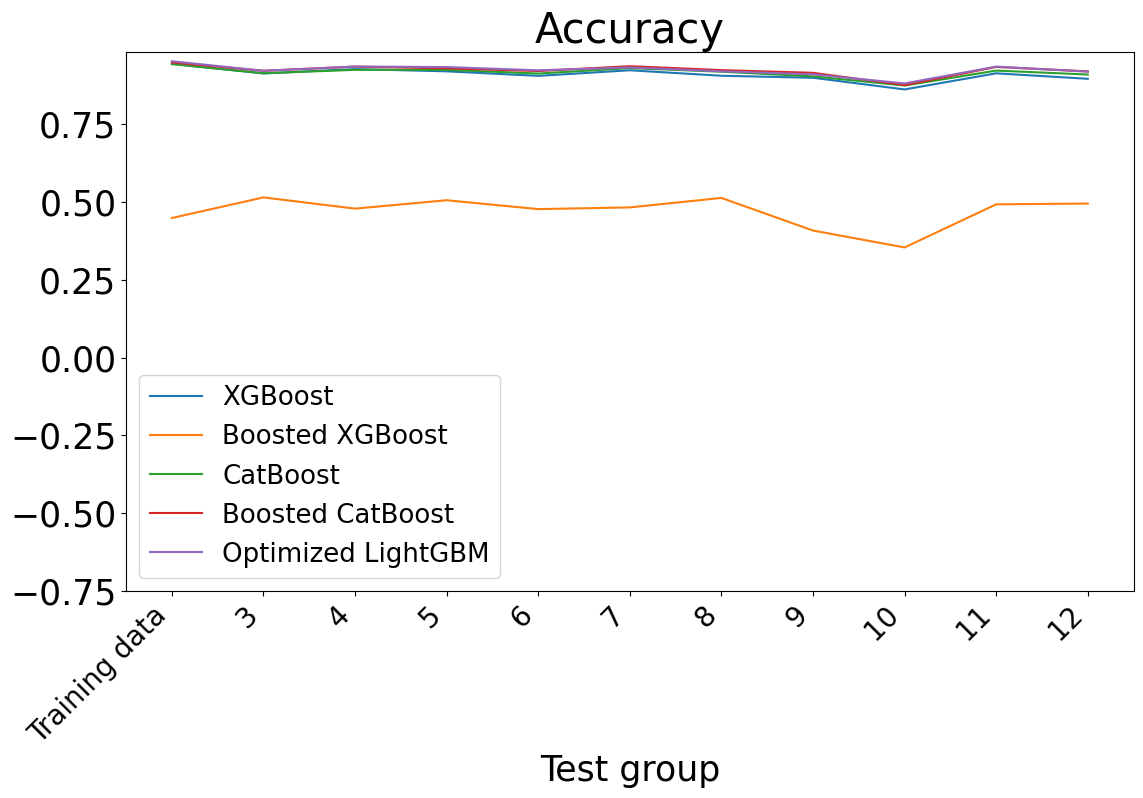 Accuracy
0.75
0.50
0.25
0.00
−0.25
−0.50
−0.75
XGBoost
Boosted XGBoost
CatBoost
Boosted CatBoost
Optimized LightGBM
Training data
3
4
5
6
7
8
9
10
11
12
Test group